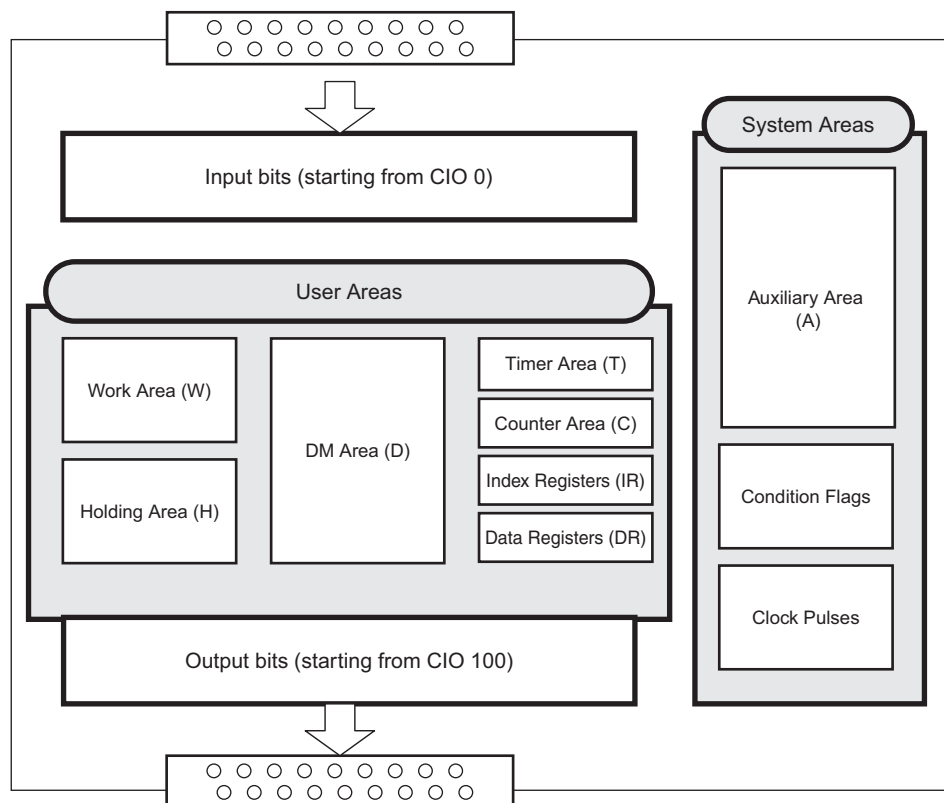 Input bits (starting from CIO 0)
User Areas
Work Area (W)
Holding Area (H)
DM Area (D)
Timer Area (T)
Counter Area (C)
Index Registers (IR)
Data Registers (DR)
Output bits (starting from CIO 100)
System Areas
Auxiliary Area
(A)
Condition Flags
Clock Pulses